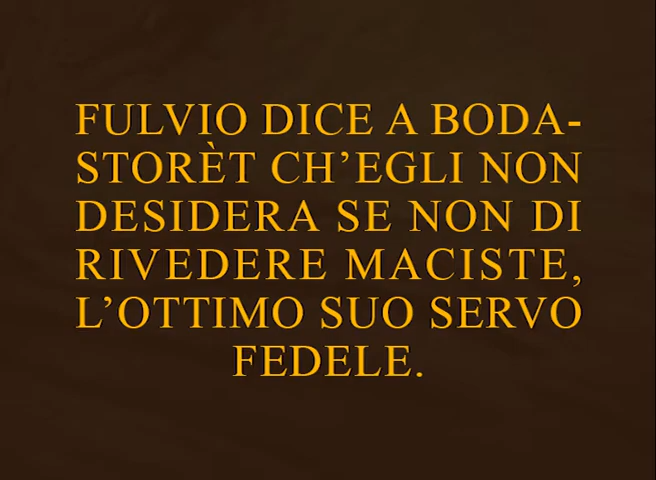 FULVIO DICE A BODA-
STORÈT CH’EGLI NON
DESIDERA SE NON DI
RIVEDERE MACISTE,
L’OTTIMO SUO SERVO
FEDELE.